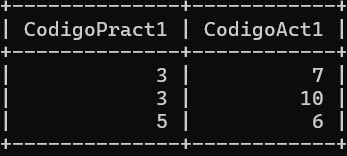 +--------------+------------+
| CodigoPract1 | CodigoAct1 |
+--------------+------------+
|            3 |          7 |
|            3 |         10 |
|            5 |          6 |
+--------------+------------+